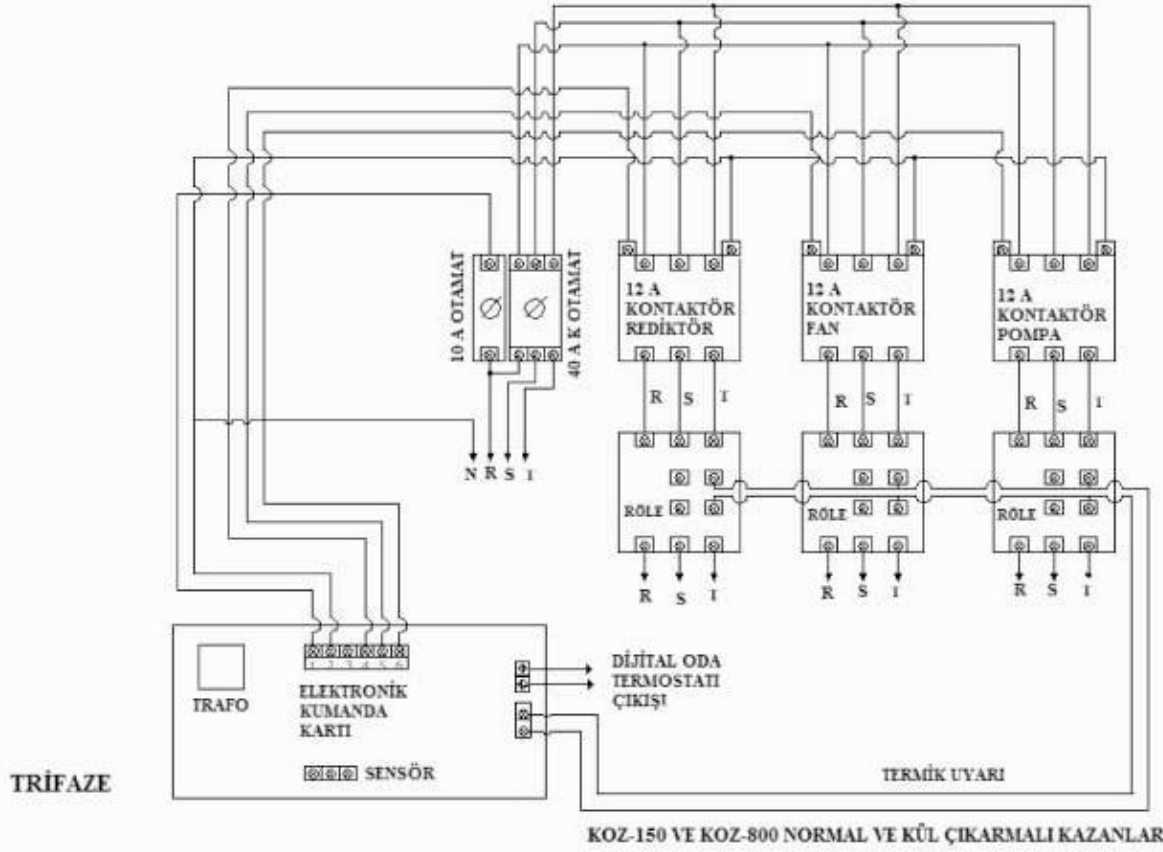 10 A OTAMAT
40 A K OTAMAT
12 A
KONTAKTÖR
REDİKTÖR
12 A
KONTAKTÖR
FAN
12 A
KONTAKTÖR
POMPA
R S T
R S T
R S T
N R S T
RÖLE
RÖLE
RÖLE
R S T
R S T
R S T
TRAFO
1 2 3 4 5 6
ELEKTRONİK
KUMANDA
KARTI
SENSÖR
DİJİTAL ODA
TERMOSTATI
ÇIKIŞI
TRİFAZE
TERMİK UYARI
KOZ-150 VE KOZ-800 NORMAL VE KÜL ÇIKARMALI KAZANLAR